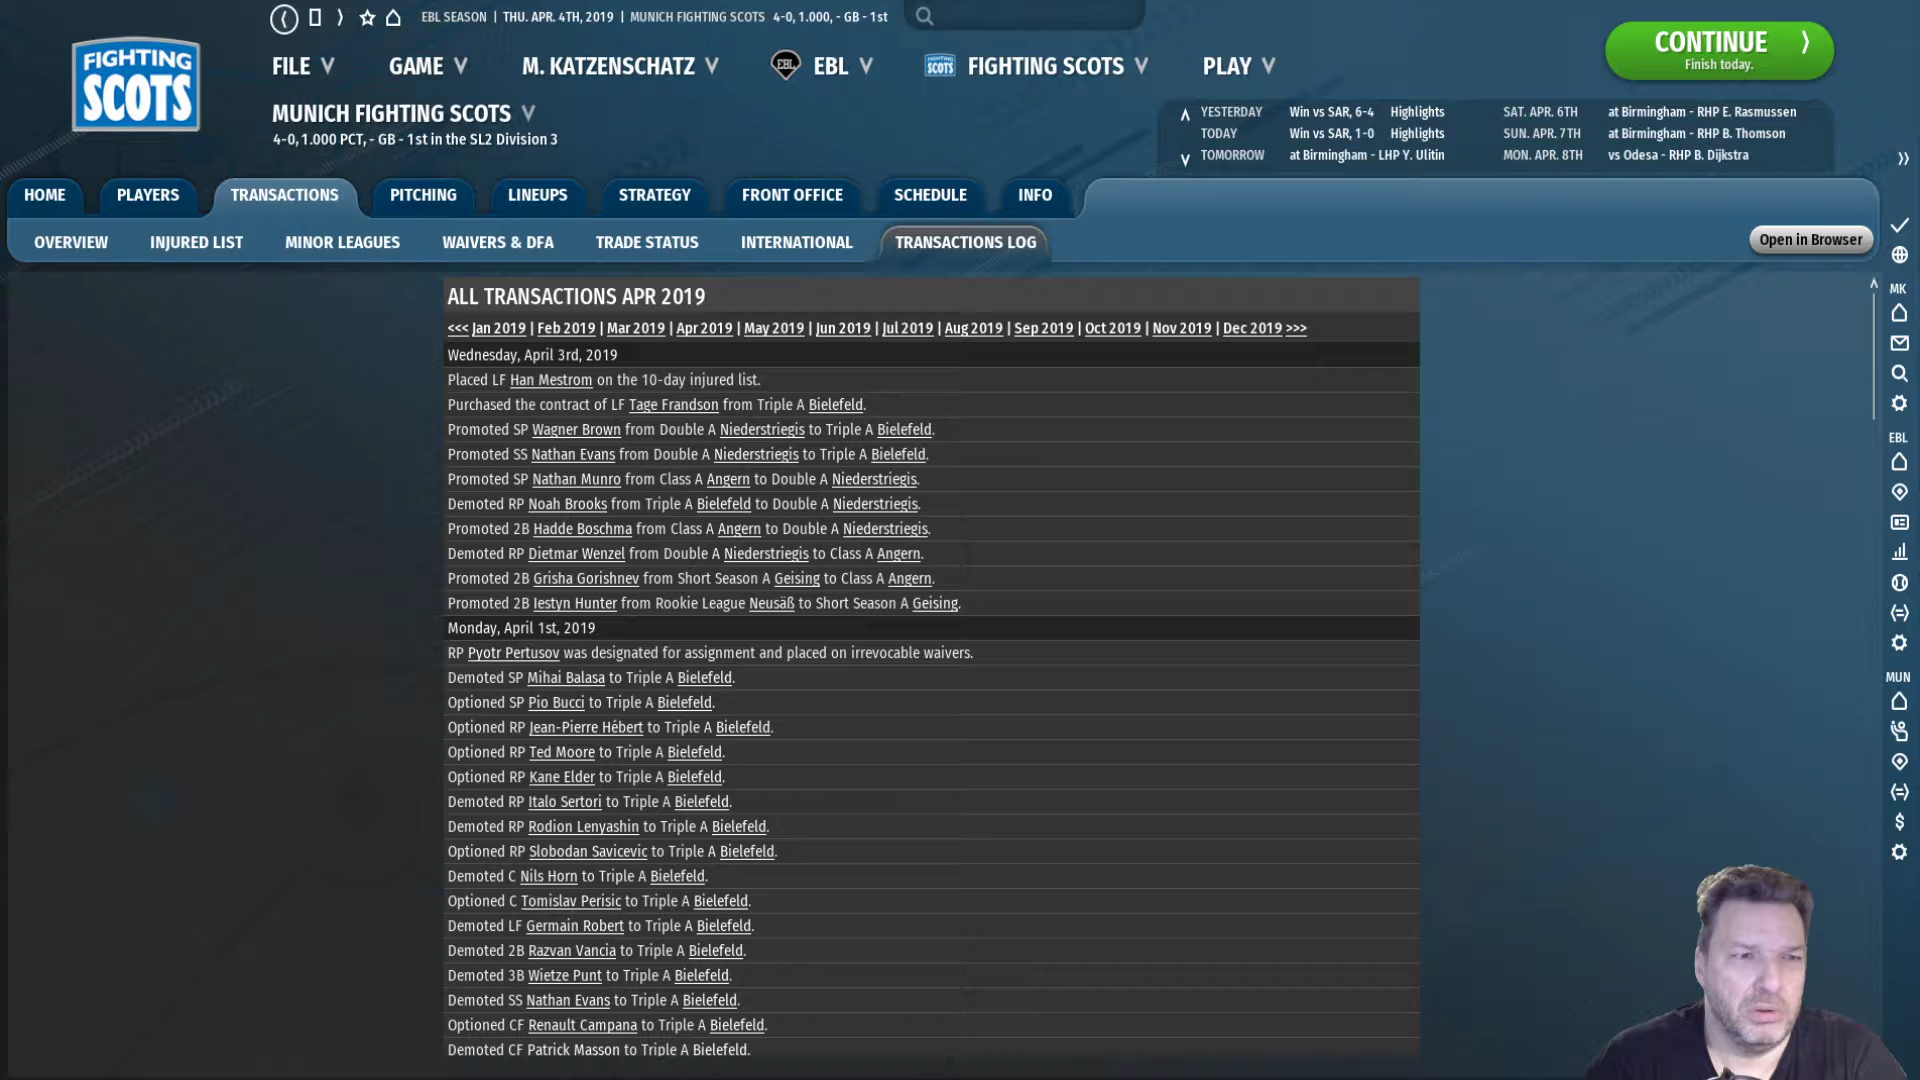 EBL SEASON | THU. APR. 4TH, 2019 | MUNICH FIGHTING SCOTS 4-0, 1.000, - GB - 1st
FIGHTING SCOTS
FILE GAME M. KATZENSCHATZ EBL EBL SCOTS FIGHTING SCOTS PLAY
CONTINUE
Finish today.
MUNICH FIGHTING SCOTS
4-0, 1.000 PCT, - GB - 1st in the SL2 Division 3
YESTERDAY Win vs SAR, 6-4 Highlights SAT. APR. 6TH at Birmingham - RHP E. Rasmussen
TODAY Win vs SAR, 1-0 Highlights SUN. APR. 7TH at Birmingham - RHP B. Thomson
TOMORROW at Birmingham - LHP Y. Ulitin MON. APR. 8TH vs Odesa - RHP B. Dijkstra
HOME PLAYERS TRANSACTIONS PITCHING LINEUPS STRATEGY FRONT OFFICE SCHEDULE INFO
OVERVIEW INJURED LIST MINOR LEAGUES WAIVERS & DFA TRADE STATUS INTERNATIONAL TRANSACTIONS LOG Open in Browser
ALL TRANSACTIONS APR 2019
<<< Jan 2019 | Feb 2019 | Mar 2019 | Apr 2019 | May 2019 | Jun 2019 | Jul 2019 | Aug 2019 | Sep 2019 | Oct 2019 | Nov 2019 | Dec 2019 >>>
Wednesday, April 3rd, 2019
Placed LF Han Mestrom on the 10-day injured list.
Purchased the contract of LF Tage Frandson from Triple A Bielefeld.
Promoted SP Wagner Brown from Double A Niederstriegis to Triple A Bielefeld.
Promoted SS Nathan Evans from Double A Niederstriegis to Triple A Bielefeld.
Promoted SP Nathan Munro from Class A Angern to Double A Niederstriegis.
Demoted RP Noah Brooks from Triple A Bielefeld to Double A Niederstriegis.
Promoted 2B Hadde Boschma from Class A Angern to Double A Niederstriegis.
Demoted RP Dietmar Wenzel from Double A Niederstriegis to Class A Angern.
Promoted 2B Grisha Gorishnev from Short Season A Geising to Class A Angern.
Promoted 2B Iestyn Hunter from Rookie League Neusäß to Short Season A Geising.
Monday, April 1st, 2019
RP Pyotr Pertusov was designated for assignment and placed on irrevocable waivers.
Demoted SP Mihai Balasa to Triple A Bielefeld.
Optioned SP Pio Bucci to Triple A Bielefeld.
Optioned RP Jean-Pierre Hébert to Triple A Bielefeld.
Optioned RP Ted Moore to Triple A Bielefeld.
Optioned RP Kane Elder to Triple A Bielefeld.
Demoted RP Italo Sertori to Triple A Bielefeld.
Demoted RP Rodion Lenyashin to Triple A Bielefeld.
Optioned RP Slobodan Savicevic to Triple A Bielefeld.
Demoted C Nils Horn to Triple A Bielefeld.
Optioned C Tomislav Perisic to Triple A Bielefeld.
Demoted LF Germain Robert to Triple A Bielefeld.
Demoted 2B Razvan Vancia to Triple A Bielefeld.
Demoted 3B Wietze Punt to Triple A Bielefeld.
Demoted SS Nathan Evans to Triple A Bielefeld.
Optioned CF Renault Campana to Triple A Bielefeld.
Demoted CF Patrick Masson to Triple A Bielefeld.
MK
EBL
MUN